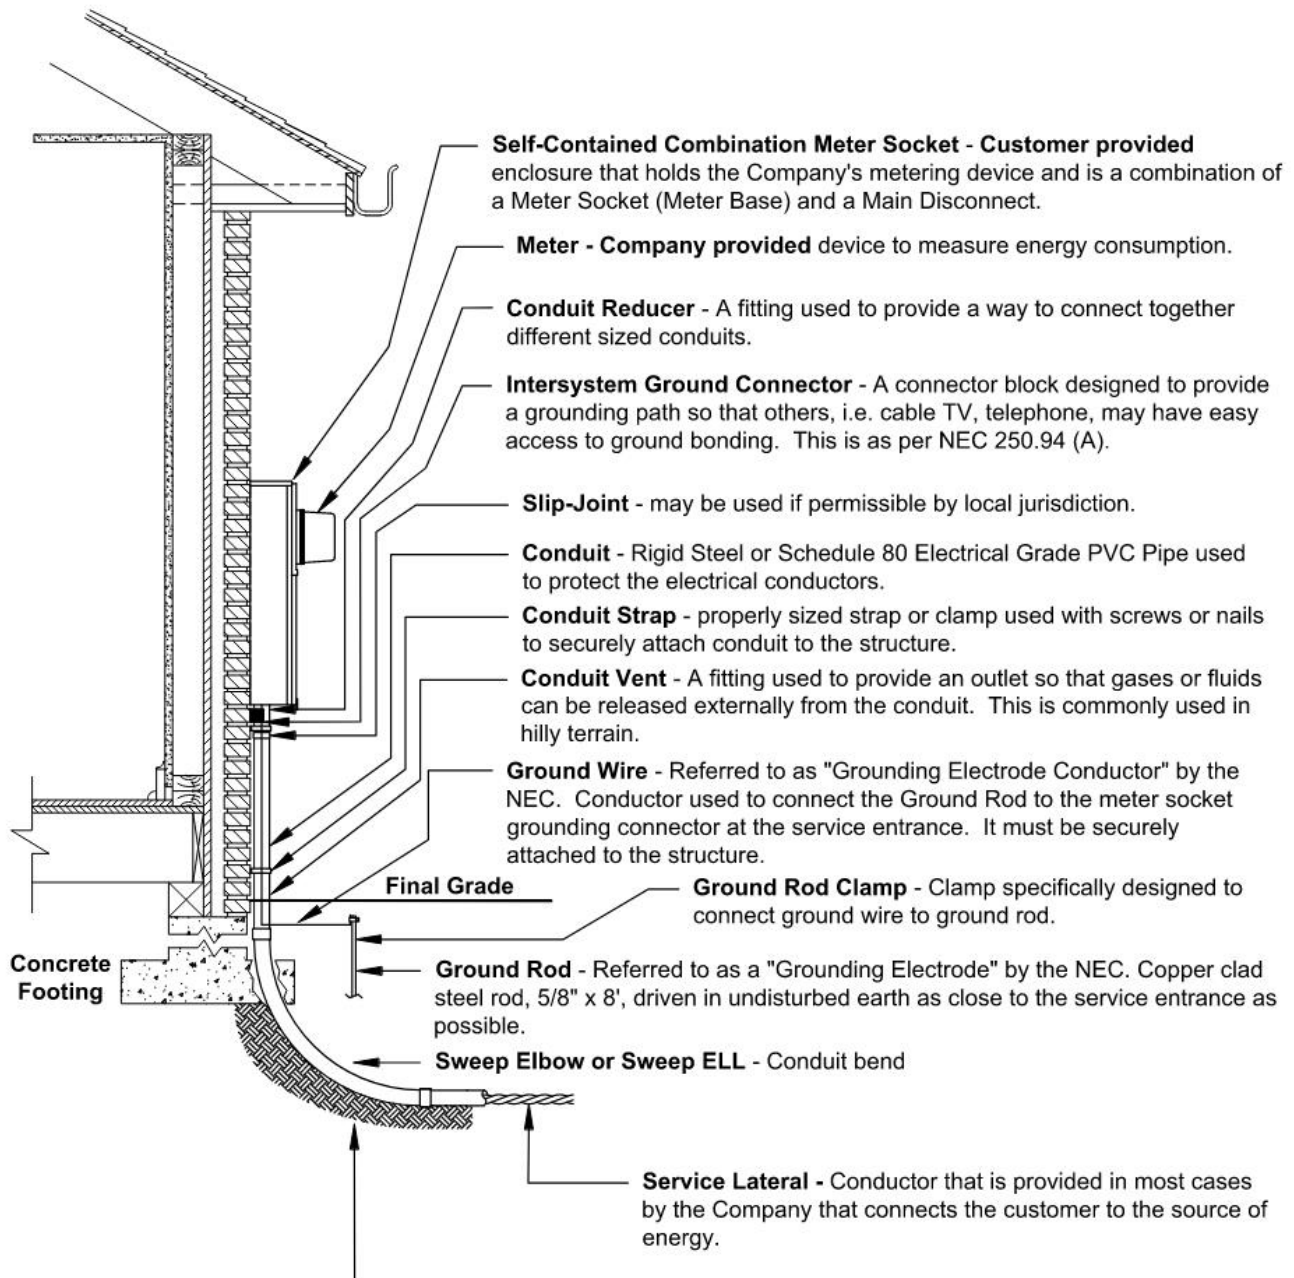 Self-Contained Combination Meter Socket - Customer provided
enclosure that holds the Company's metering device and is a combination of
a Meter Socket (Meter Base) and a Main Disconnect.
Meter - Company provided device to measure energy consumption.
Conduit Reducer - A fitting used to provide a way to connect together
different sized conduits.
Intersystem Ground Connector - A connector block designed to provide
a grounding path so that others, i.e. cable TV, telephone, may have easy
access to ground bonding.  This is as per NEC 250.94 (A).
Slip-Joint - may be used if permissible by local jurisdiction.
Conduit - Rigid Steel or Schedule 80 Electrical Grade PVC Pipe used
to protect the electrical conductors.
Conduit Strap - properly sized strap or clamp used with screws or nails
to securely attach conduit to the structure.
Conduit Vent - A fitting used to provide an outlet so that gases or fluids
can be released externally from the conduit.  This is commonly used in
hilly terrain.
Ground Wire - Referred to as "Grounding Electrode Conductor" by the
NEC.  Conductor used to connect the Ground Rod to the meter socket
grounding connector at the service entrance.  It must be securely
attached to the structure.
Final Grade
Ground Rod Clamp - Clamp specifically designed to
connect ground wire to ground rod.
Concrete
Footing
Ground Rod - Referred to as a "Grounding Electrode" by the NEC. Copper clad
steel rod, 5/8" x 8', driven in undisturbed earth as close to the service entrance as
possible.
Sweep Elbow or Sweep ELL - Conduit bend
Service Lateral - Conductor that is provided in most cases
by the Company that connects the customer to the source of
energy.